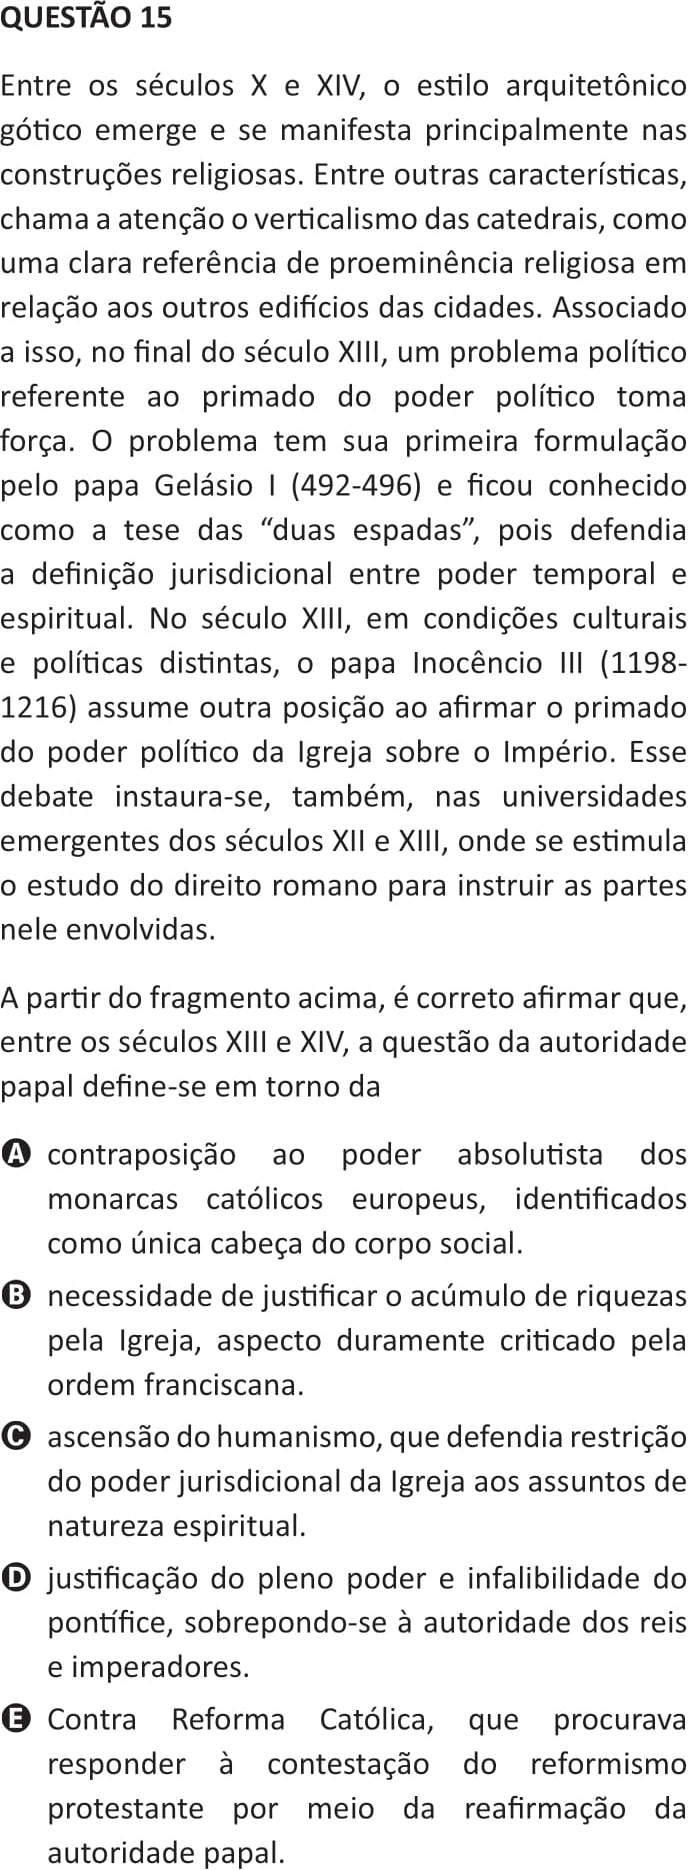 QUESTÃO 15
Entre os séculos X e XIV, o estilo arquitetônico
gótico emerge e se manifesta principalmente nas
construções religiosas. Entre outras características,
chama a atenção o verticalismo das catedrais, como
uma clara referência de proeminência religiosa em
relação aos outros edifícios das cidades. Associado
a isso, no final do século XIII, um problema político
referente ao primado do poder político toma
força. O problema tem sua primeira formulação
pelo papa Gelásio I (492-496) e ficou conhecido
como a tese das “duas espadas”, pois defendia
a definição jurisdicional entre poder temporal e
espiritual. No século XIII, em condições culturais
e políticas distintas, o papa Inocêncio III (1198-
1216) assume outra posição ao afirmar o primado
do poder político da Igreja sobre o Império. Esse
debate instaura-se, também, nas universidades
emergentes dos séculos XII e XIII, onde se estimula
o estudo do direito romano para instruir as partes
nele envolvidas.
A partir do fragmento acima, é correto afirmar que,
entre os séculos XIII e XIV, a questão da autoridade
papal define-se em torno da
A contraposição ao poder absolutista dos
monarcas católicos europeus, identificados
como única cabeça do corpo social.
B necessidade de justificar o acúmulo de riquezas
pela Igreja, aspecto duramente criticado pela
ordem franciscana.
C ascensão do humanismo, que defendia restrição
do poder jurisdicional da Igreja aos assuntos de
natureza espiritual.
D justificação do pleno poder e infalibilidade do
pontífice, sobrepondo-se à autoridade dos reis
e imperadores.
E Contra Reforma Católica, que procurava
responder à contestação do reformismo
protestante por meio da reafirmação da
autoridade papal.